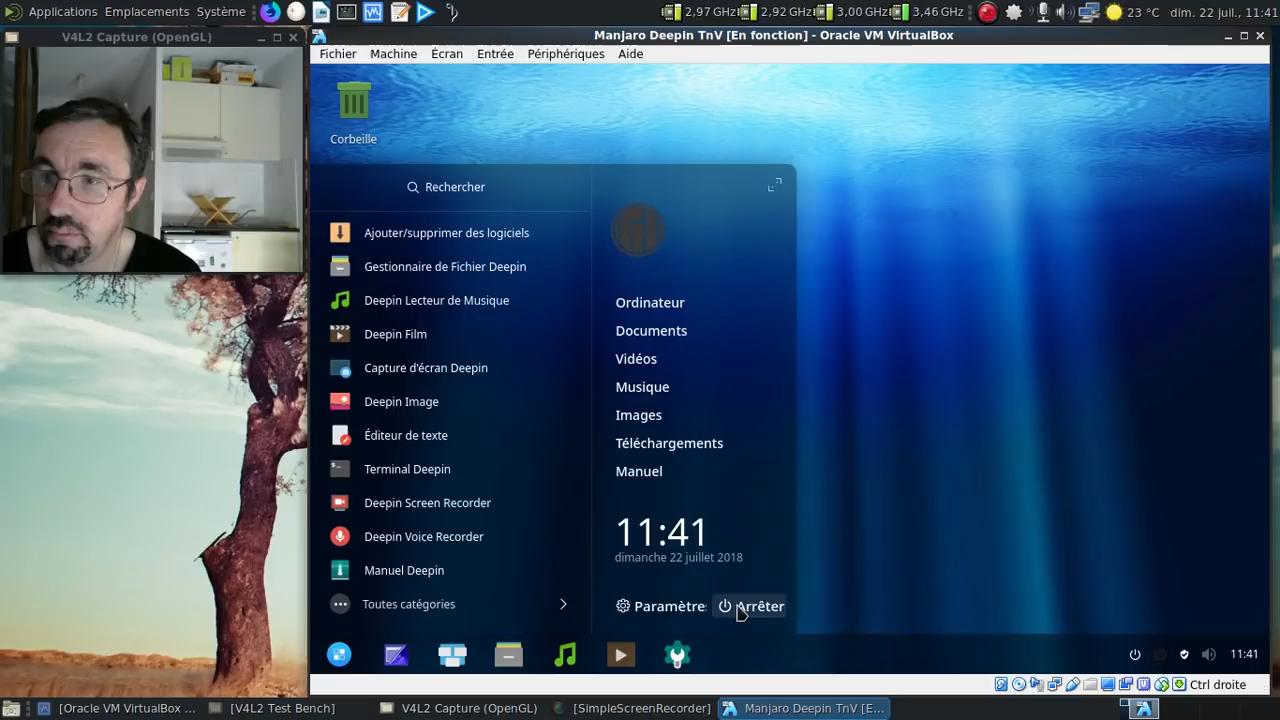 Applications Emplacements Système 2,97 GHz 2,92 GHz 3,00 GHz 3,46 GHz 23 °C dim. 22 juil., 11:41
V4L2 Capture (OpenGL)
Manjaro Deepin TnV [En fonction] - Oracle VM VirtualBox
Fichier Machine Écran Entrée Périphériques Aide
Corbeille
Rechercher
Ajouter/supprimer des logiciels
Gestionnaire de Fichier Deepin
Deepin Lecteur de Musique
Deepin Film
Capture d'écran Deepin
Deepin Image
Éditeur de texte
Terminal Deepin
Deepin Screen Recorder
Deepin Voice Recorder
Manuel Deepin
Toutes catégories
Ordinateur
Documents
Vidéos
Musique
Images
Téléchargements
Manuel
11:41
dimanche 22 juillet 2018
Paramètre Arrêter
11:41
Ctrl droite
[Oracle VM VirtualBox ... [V4L2 Test Bench] V4L2 Capture (OpenGL) [SimpleScreenRecorder] Manjaro Deepin TnV [E...